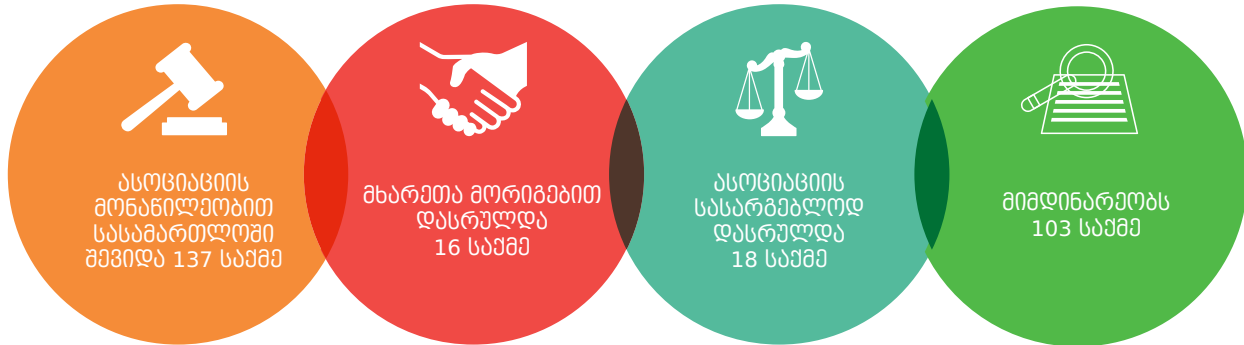 ასოციაციის
მონაწილეობით
სასამართლოში
შევიდა 137 საქმე
მხარეთა მორიგებით
დასრულდა
16 საქმე
ასოციაციის
სასარგებლოდ
დასრულდა
18 საქმე
მიმდინარეობს
103 საქმე